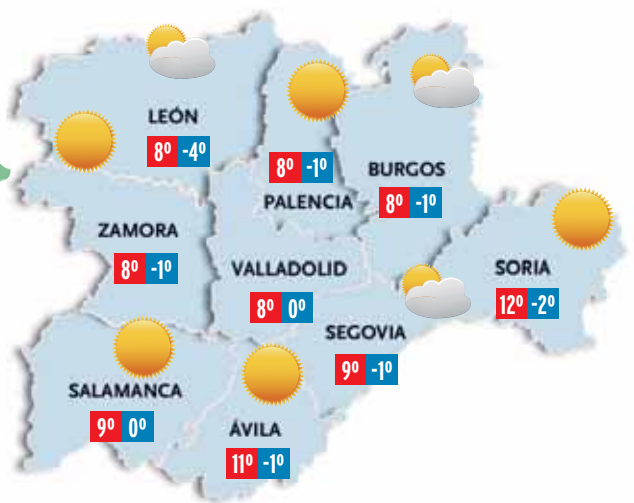 LEÓN
8º -4º
8º -1º
PALENCIA
BURGOS
8º -1º
ZAMORA
8º -1º
VALLADOLID
8º 0º
SORIA
12º -2º
SEGOVIA
9º -1º
SALAMANCA
9º 0º
ÁVILA
11º -1º